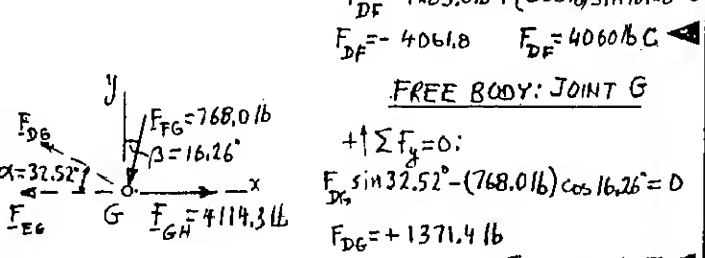 F_DF=- 4061.8 F_DF=4060 lb C ◄
FREE BODY: JOINT G
+↑ΣF_y=0:
F_DG sin32.52°-(768.0 lb) cos 16.26°= 0
F_DG=+1371.4 lb
y
F_FG=768.0 lb
β=16.26°
F_DG
α=32.52°
x
F_EG
G
F_GH=4114.3 lb